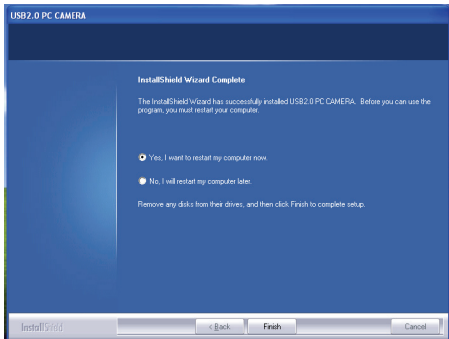 USB2.0 PC CAMERA
InstallShield Wizard Complete
The InstallShield Wizard has successfully installed USB2.0 PC CAMERA. Before you can use the
program, you must restart your computer.
Yes, I want to restart my computer now.
No, I will restart my computer later.
Remove any disks from their drives, and then click Finish to complete setup.
InstallShield < Back Finish Cancel